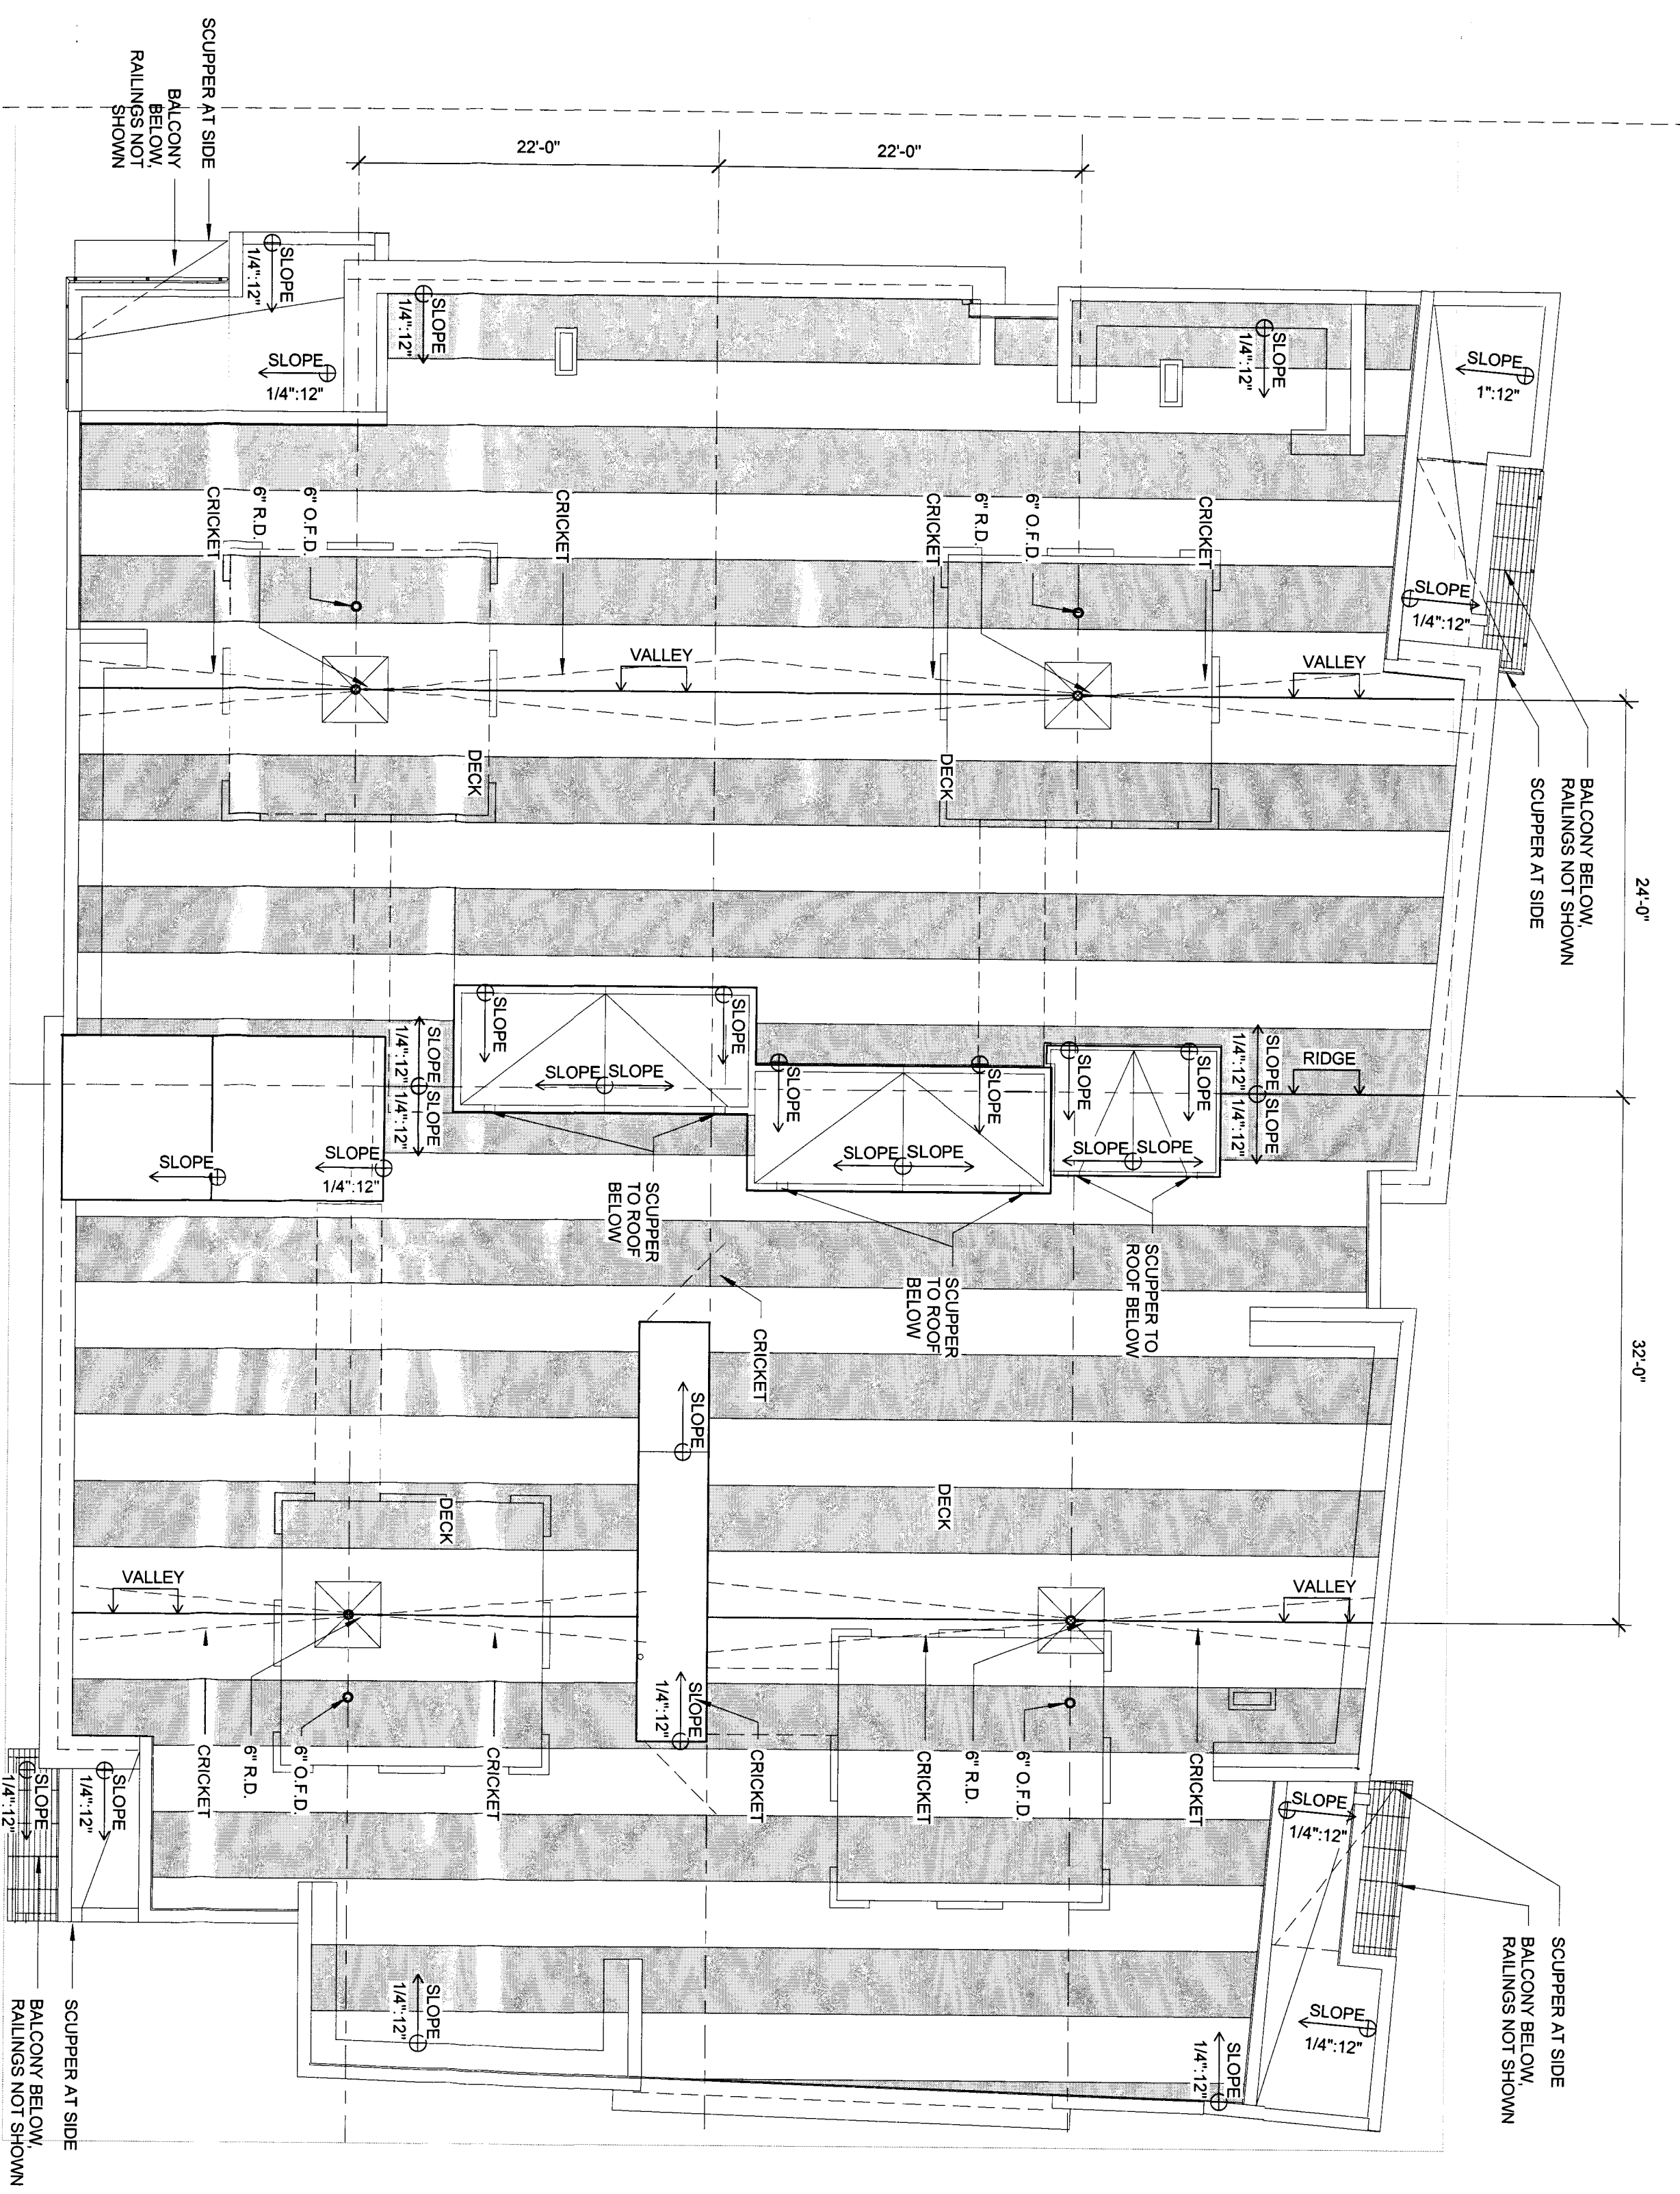 SCUPPER AT SIDE
BALCONY
BELOW,
RAILINGS NOT
SHOWN
22'-0"
22'-0"
SLOPE
1/4":12"
SLOPE
1/4":12"
SLOPE
1/4":12"
SLOPE
1/4":12"
SLOPE
1":12"
SLOPE
1/4":12"
BALCONY BELOW,
RAILINGS NOT SHOWN
SCUPPER AT SIDE
CRICKET
6" R.D.
6" O.F.D.
CRICKET
CRICKET
6" R.D.
6" O.F.D.
CRICKET
VALLEY
VALLEY
DECK
DECK
24'-0"
32'-0"
SLOPE
SLOPE
SLOPE SLOPE
SLOPE
SLOPE
SLOPE SLOPE
SLOPE
SLOPE
SLOPE SLOPE
SLOPE SLOPE
1/4":12" 1/4":12"
SLOPE SLOPE
1/4":12" 1/4":12"
RIDGE
SLOPE
SLOPE
1/4":12"
SCUPPER
TO ROOF
BELOW
SCUPPER
TO ROOF
BELOW
SCUPPER TO
ROOF BELOW
CRICKET
SLOPE
DECK
DECK
VALLEY
VALLEY
SLOPE
1/4":12"
CRICKET
6" R.D.
6" O.F.D.
CRICKET
CRICKET
CRICKET
6" R.D.
6" O.F.D.
CRICKET
SLOPE
1/4":12"
SLOPE
1/4":12"
SLOPE
1/4":12"
SLOPE
1/4":12"
SLOPE
1/4":12"
SLOPE
1/4":12"
SCUPPER AT SIDE
BALCONY BELOW,
RAILINGS NOT SHOWN
SCUPPER AT SIDE
BALCONY BELOW,
RAILINGS NOT SHOWN